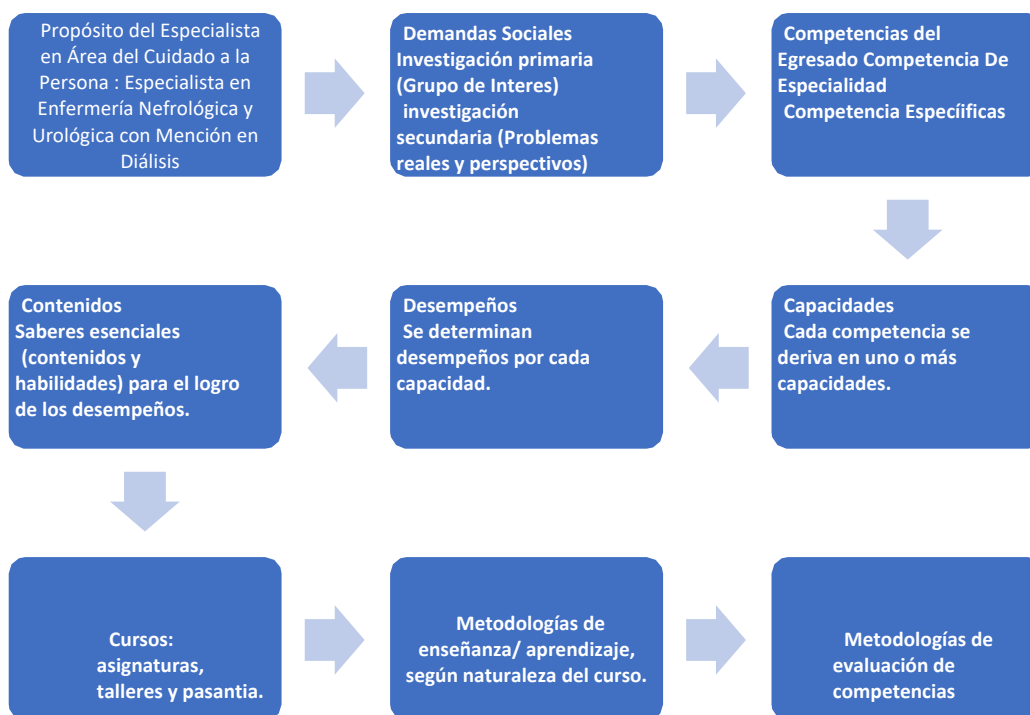 Propósito del Especialista
en Área del Cuidado a la
Persona : Especialista en
Enfermería Nefrológica y
Urológica con Mención en
Diálisis
Demandas Sociales
Investigación primaria
(Grupo de Interes)
investigación
secundaria (Problemas
reales y perspectivos)
Competencias del
Egresado Competencia De
Especialidad
Competencia Especíificas
Capacidades
Cada competencia se
deriva en uno o más
capacidades.
Desempeños
Se determinan
desempeños por cada
capacidad.
Contenidos
Saberes esenciales
(contenidos y
habilidades) para el logro
de los desempeños.
Cursos:
asignaturas,
talleres y pasantia.
Metodologías de
enseñanza/ aprendizaje,
según naturaleza del curso.
Metodologías de
evaluación de
competencias